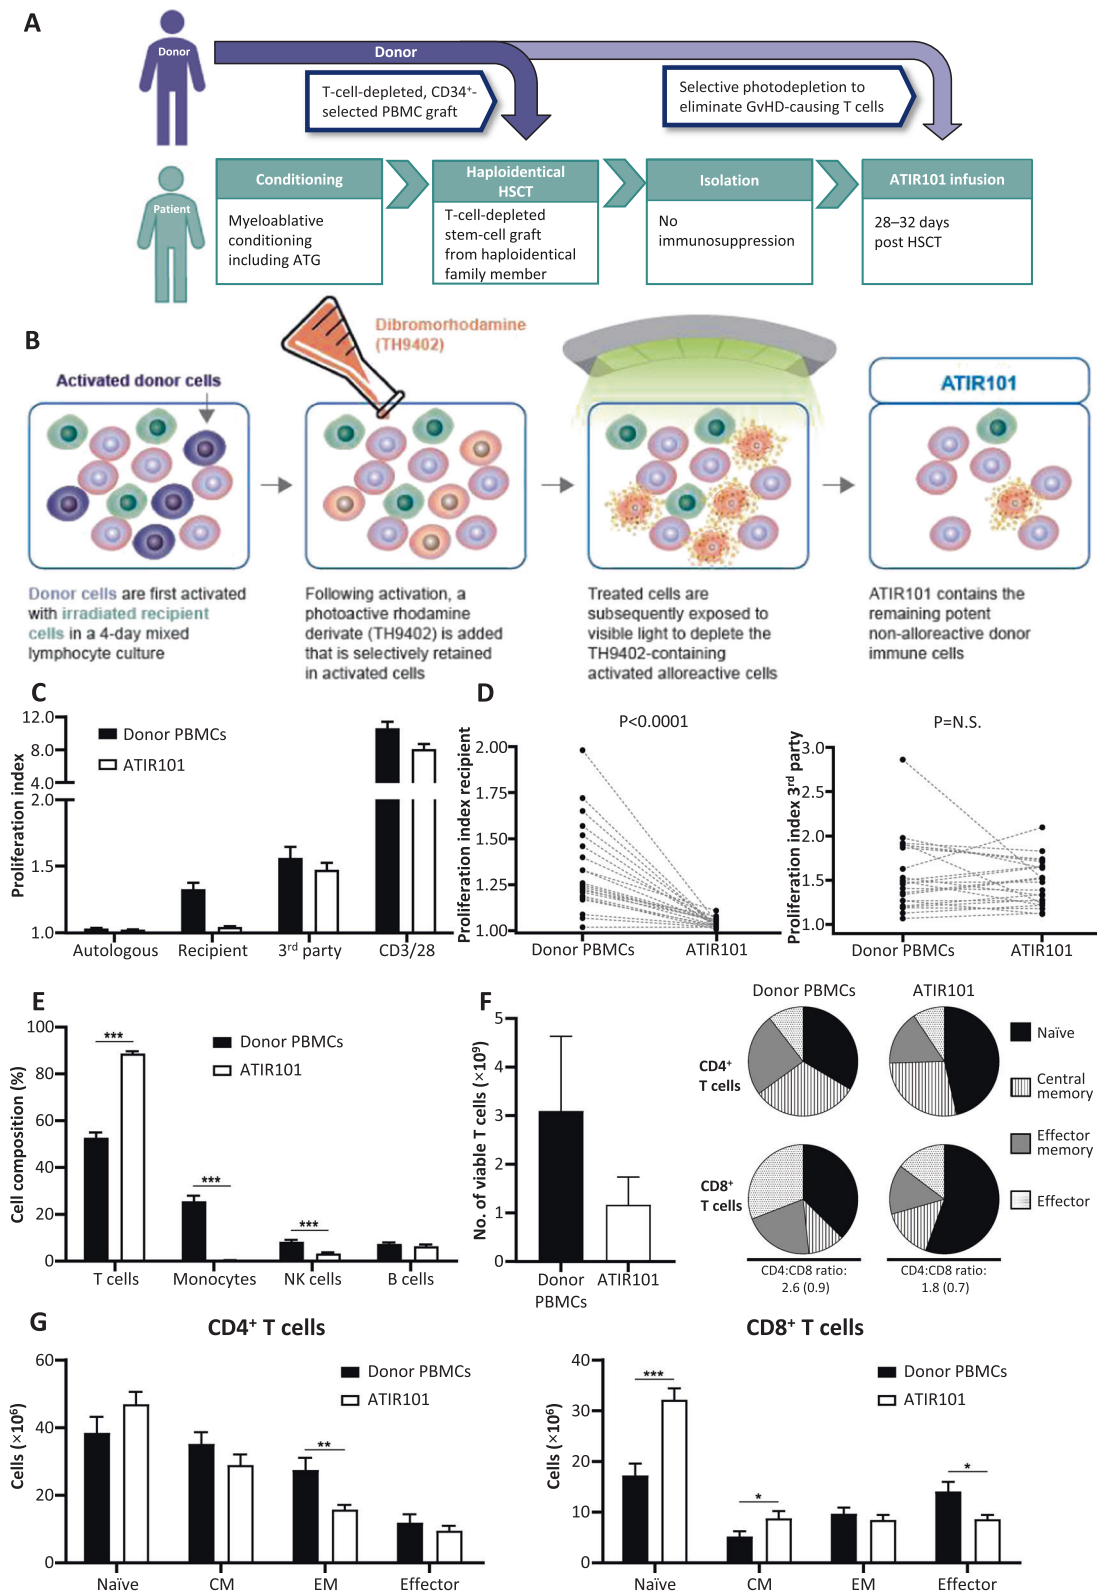 A
Donor
Donor
T-cell-depleted, CD34⁺-
selected PBMC graft
Selective photodepletion to
eliminate GvHD-causing T cells
Patient
Conditioning
Myeloablative
conditioning
including ATG
Haploidentical
HSCT
T-cell-depleted
stem-cell graft
from haploidentical
family member
Isolation
No
immunosuppression
ATIR101 infusion
28–32 days
post HSCT
B
Dibromorhodamine
(TH9402)
Activated donor cells
ATIR101
Donor cells are first activated
with irradiated recipient
cells in a 4-day mixed
lymphocyte culture
Following activation, a
photoactive rhodamine
derivate (TH9402) is added
that is selectively retained
in activated cells
Treated cells are
subsequently exposed to
visible light to deplete the
TH9402-containing
activated alloreactive cells
ATIR101 contains the
remaining potent
non-alloreactive donor
immune cells
C
Proliferation index
12.0
8.0
4.0
2.0
1.5
1.0
Donor PBMCs
ATIR101
Autologous
Recipient
3rd party
CD3/28
D
P<0.0001
Proliferation index recipient
2.00
1.75
1.50
1.25
1.00
Donor PBMCs
ATIR101
P=N.S.
Proliferation index 3rd party
3.0
2.0
1.5
1.0
Donor PBMCs
ATIR101
E
Cell composition (%)
100
80
60
40
20
0
***
***
***
Donor PBMCs
ATIR101
T cells
Monocytes
NK cells
B cells
F
No. of viable T cells (×10⁹)
5
4
3
2
1
0
Donor
PBMCs
ATIR101
Donor PBMCs
ATIR101
CD4⁺
T cells
CD8⁺
T cells
CD4:CD8 ratio:
2.6 (0.9)
CD4:CD8 ratio:
1.8 (0.7)
Naïve
Central
memory
Effector
memory
Effector
G
CD4⁺ T cells
Cells (×10⁶)
60
40
20
0
**
Donor PBMCs
ATIR101
Naïve
CM
EM
Effector
CD8⁺ T cells
Cells (×10⁶)
40
30
20
10
0
***
*
*
Donor PBMCs
ATIR101
Naïve
CM
EM
Effector